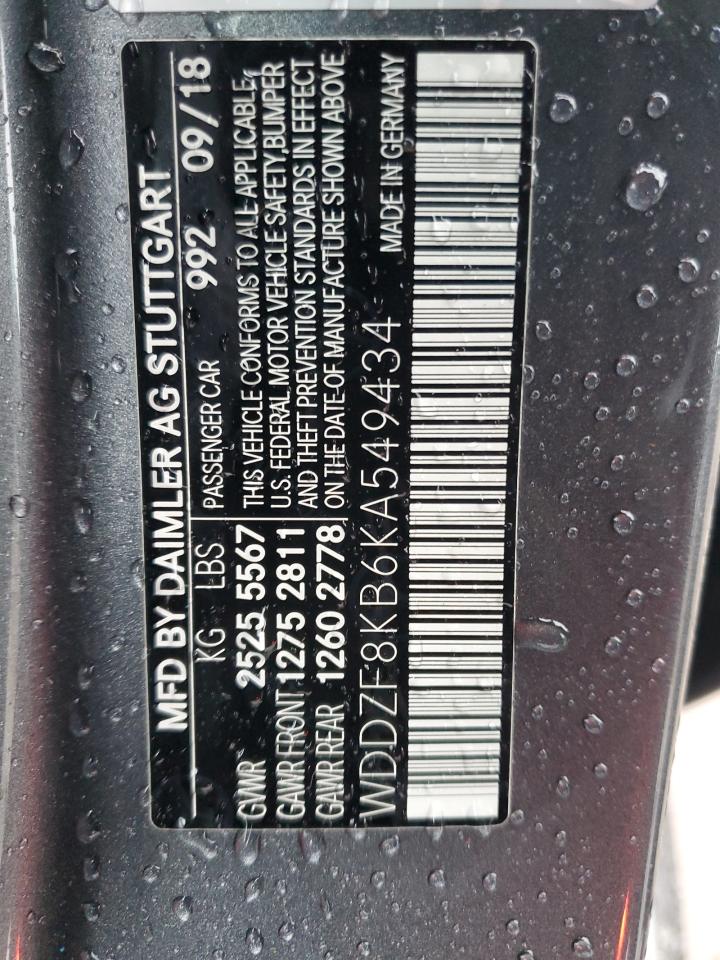 MFD BY DAIMLER AG STUTTGART
KG LBS PASSENGER CAR 992 09/18
GVWR 2525 5567 THIS VEHICLE CONFORMS TO ALL APPLICABLE
GAWR FRONT 1275 2811 U.S. FEDERAL MOTOR VEHICLE SAFETY,BUMPER
GAWR REAR 1260 2778 AND THEFT PREVENTION STANDARDS IN EFFECT
ON THE DATE OF MANUFACTURE SHOWN ABOVE
WDDZF8KB6KA549434 MADE IN GERMANY